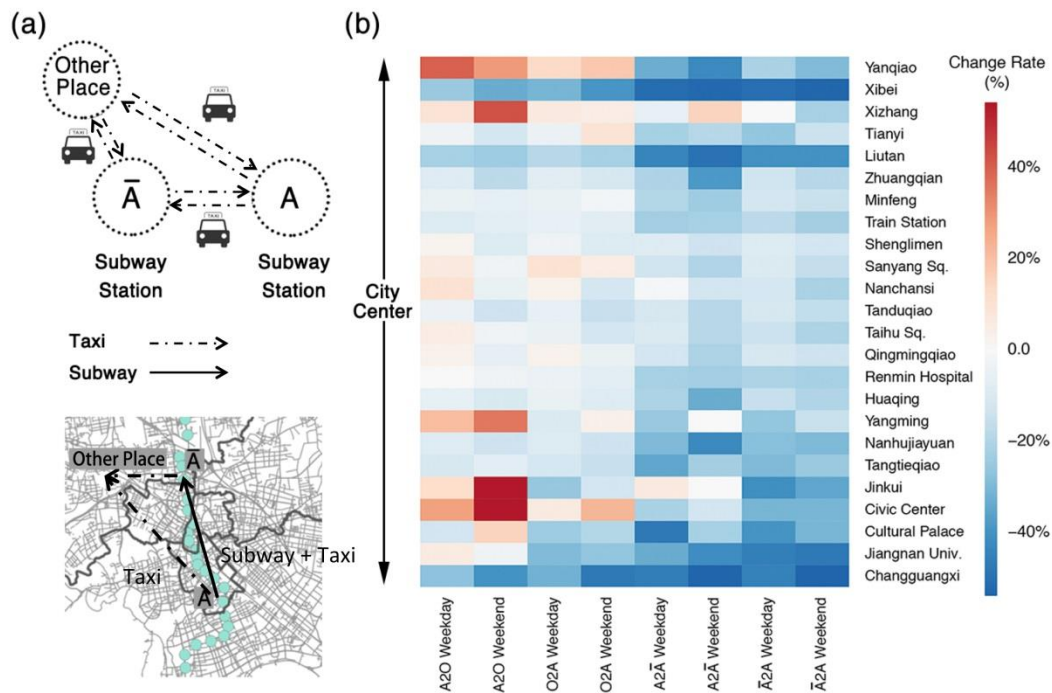 (a)
Other
Place
TAXI
TAXI
Ā
A
TAXI
Subway
Station
Subway
Station
Taxi
Subway
Other Place
Ā
Subway + Taxi
Taxi
A
(b)
City
Center
Yanqiao
Xibei
Xizhang
Tianyi
Liutan
Zhuangqian
Minfeng
Train Station
Shenglimen
Sanyang Sq.
Nanchansi
Tanduqiao
Taihu Sq.
Qingmingqiao
Renmin Hospital
Huaqing
Yangming
Nanhujiayuan
Tangtieqiao
Jinkui
Civic Center
Cultural Palace
Jiangnan Univ.
Changguangxi
A2O Weekday
A2O Weekend
O2A Weekday
O2A Weekend
A2Ā Weekday
A2Ā Weekend
Ā2A Weekday
Ā2A Weekend
Change Rate
(%)
40%
20%
0.0
−20%
−40%